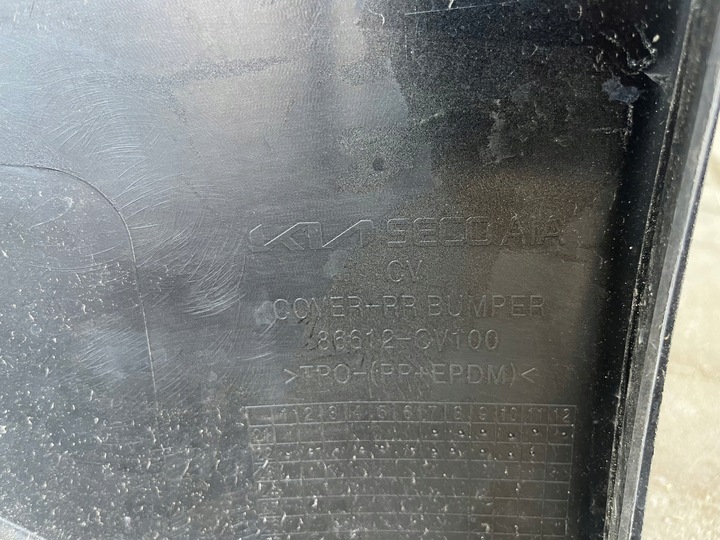 KIA SECO AIA
CV
COVER-RR BUMPER
86612-CV100
>TPO-(PP+EPDM)<
1 2 3 4 5 6 7 8 9 10 11 12